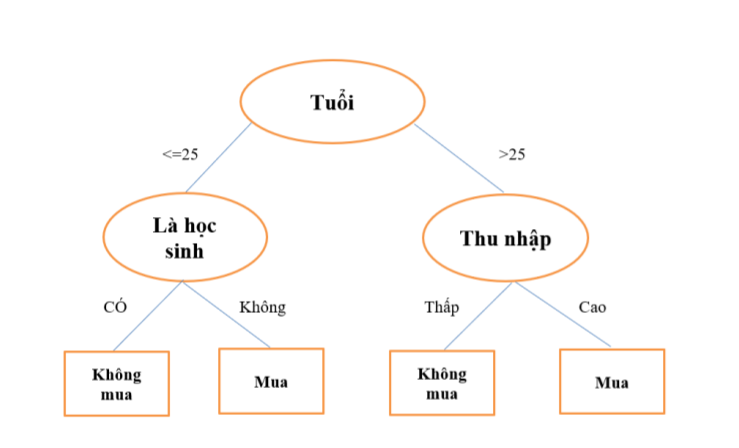 Tuổi
<=25
>25
Là học
sinh
Thu nhập
CÓ
Không
Thấp
Cao
Không
mua
Mua
Không
mua
Mua